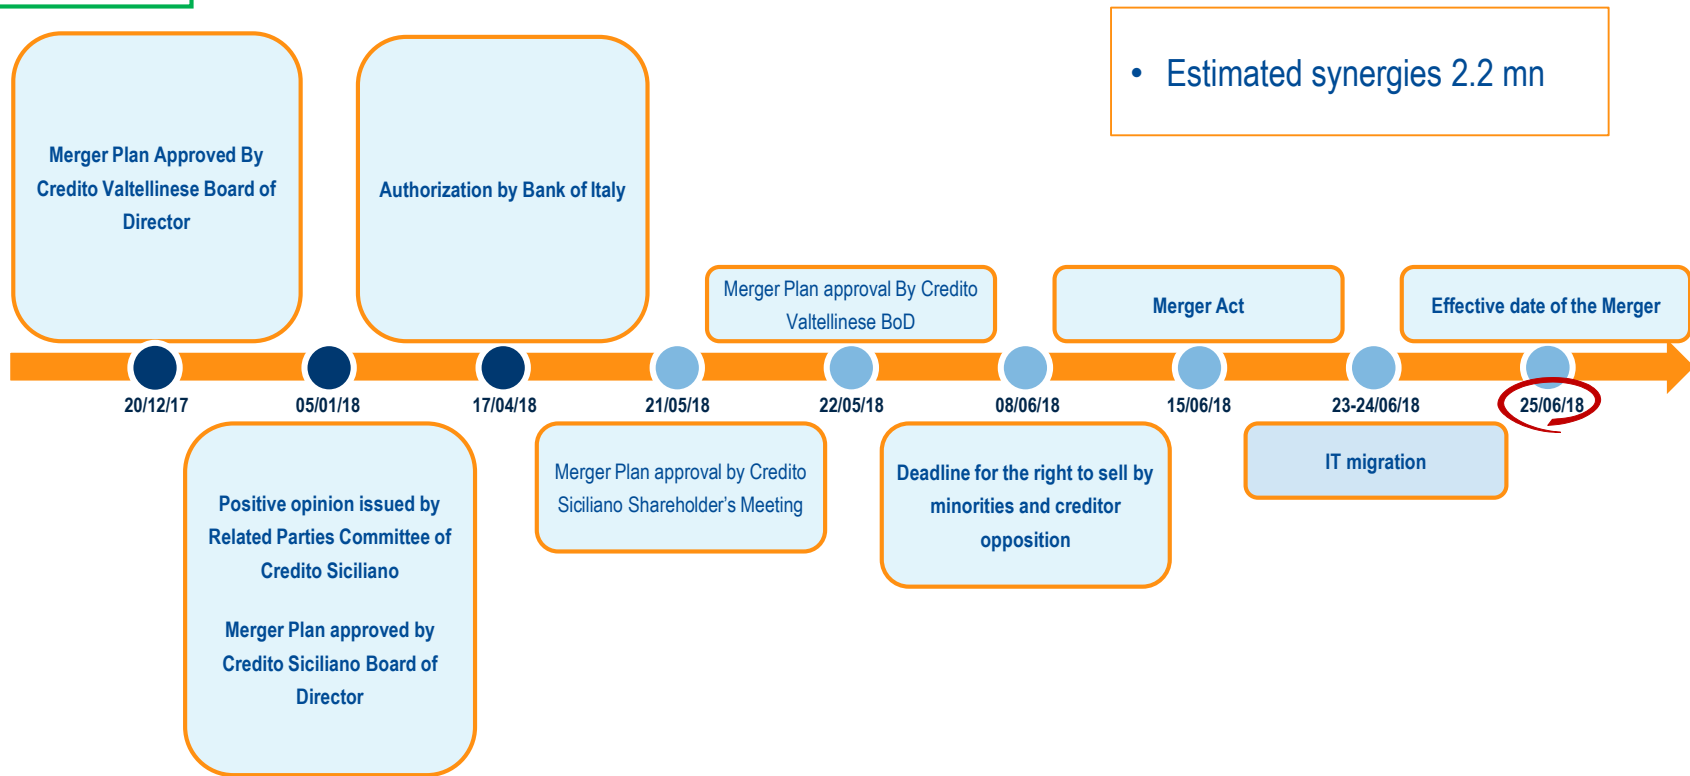 • Estimated synergies 2.2 mn
Merger Plan Approved By
Credito Valtellinese Board of
Director
Authorization by Bank of Italy
Merger Plan approval By Credito
Valtellinese BoD
Merger Act
Effective date of the Merger
20/12/17
05/01/18
17/04/18
21/05/18
22/05/18
08/06/18
15/06/18
23-24/06/18
25/06/18
Positive opinion issued by
Related Parties Committee of
Credito Siciliano
Merger Plan approved by
Credito Siciliano Board of
Director
Merger Plan approval by Credito
Siciliano Shareholder's Meeting
Deadline for the right to sell by
minorities and creditor
opposition
IT migration